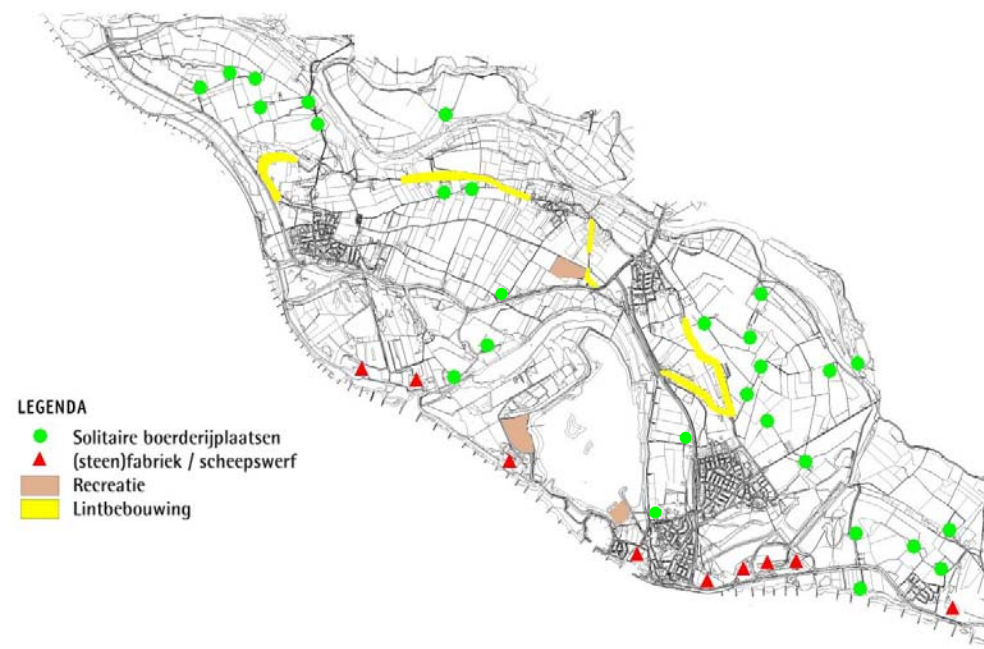 LEGENDA
Solitaire boerderijplaatsen
(steen)fabriek / scheepswerf
Recreatie
Lintbebouwing